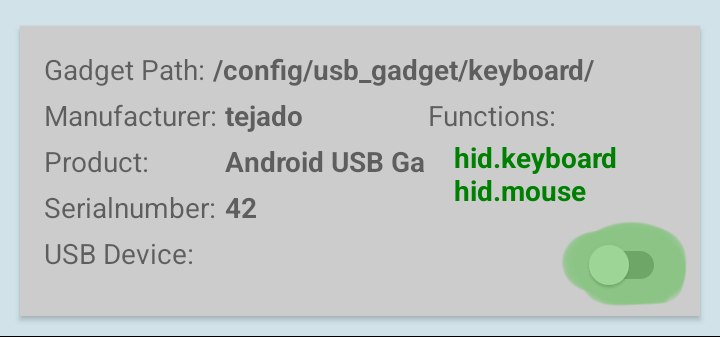 Gadget Path: /config/usb_gadget/keyboard/
Manufacturer: tejado
Functions:
Product: Android USB Ga
hid.keyboard
hid.mouse
Serialnumber: 42
USB Device: